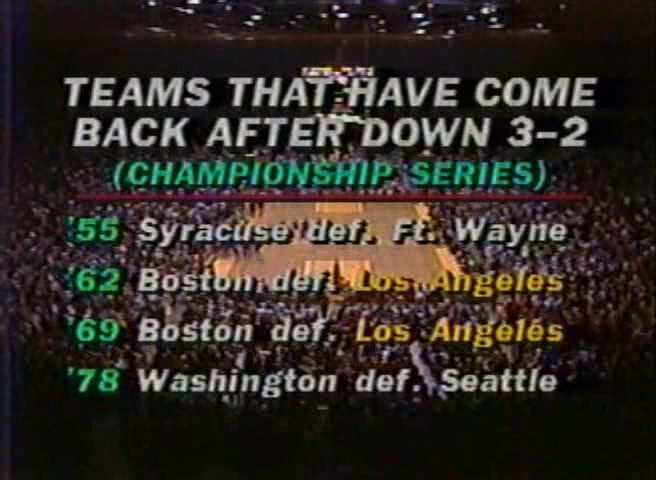 TEAMS THAT HAVE COME
BACK AFTER DOWN 3-2
(CHAMPIONSHIP SERIES)
'55 Syracuse def. Ft. Wayne
'62 Boston def. Los Angeles
'69 Boston def. Los Angeles
'78 Washington def. Seattle